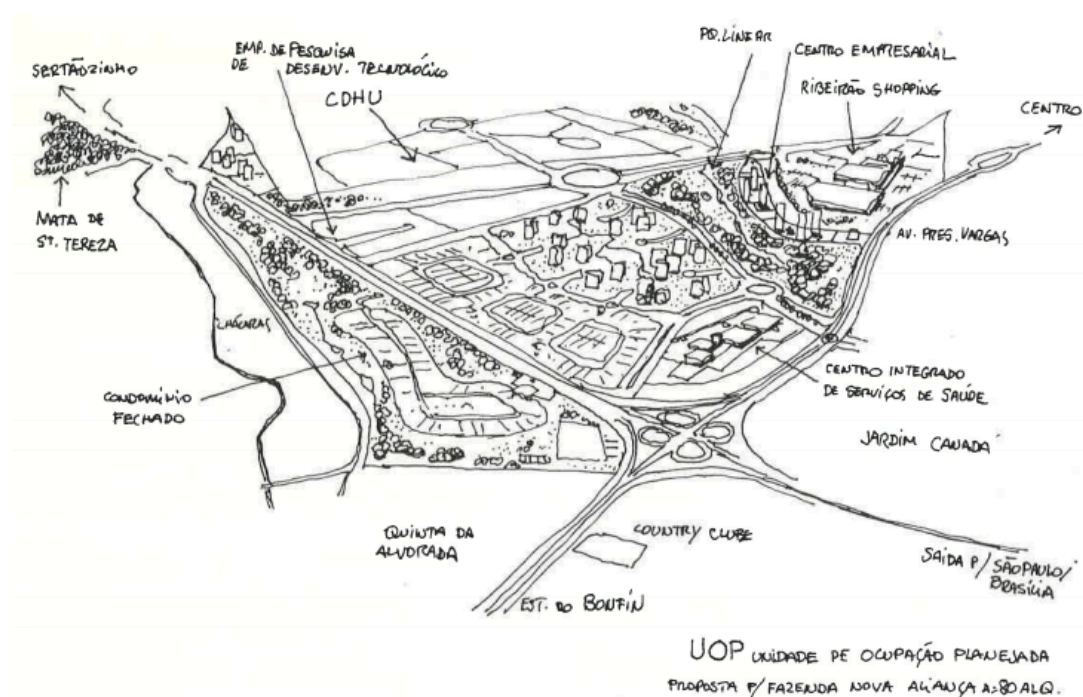 PQ. LINEAR
EMP. DE PESQUISA
DE DESENV. TECNOLÓGICO
CENTRO EMPRESARIAL
SERTÃOZINHO
CDHU
RIBEIRÃO SHOPPING
CENTRO
MATA DE
ST. TEREZA
AV. PRES. VARGAS
CHÁCARAS
CONDOMÍNIO
FECHADO
CENTRO INTEGRADO
DE SERVIÇOS DE SAÚDE
JARDIM CANADÁ
QUINTA DA
ALVORADA
COUNTRY CLUBE
SAÍDA P/ SÃO PAULO/
BRASÍLIA
EST. DO BONFIN
UOP UNIDADE DE OCUPAÇÃO PLANEJADA
PROPOSTA P/ FAZENDA NOVA ALIANÇA A=80 ALQ.